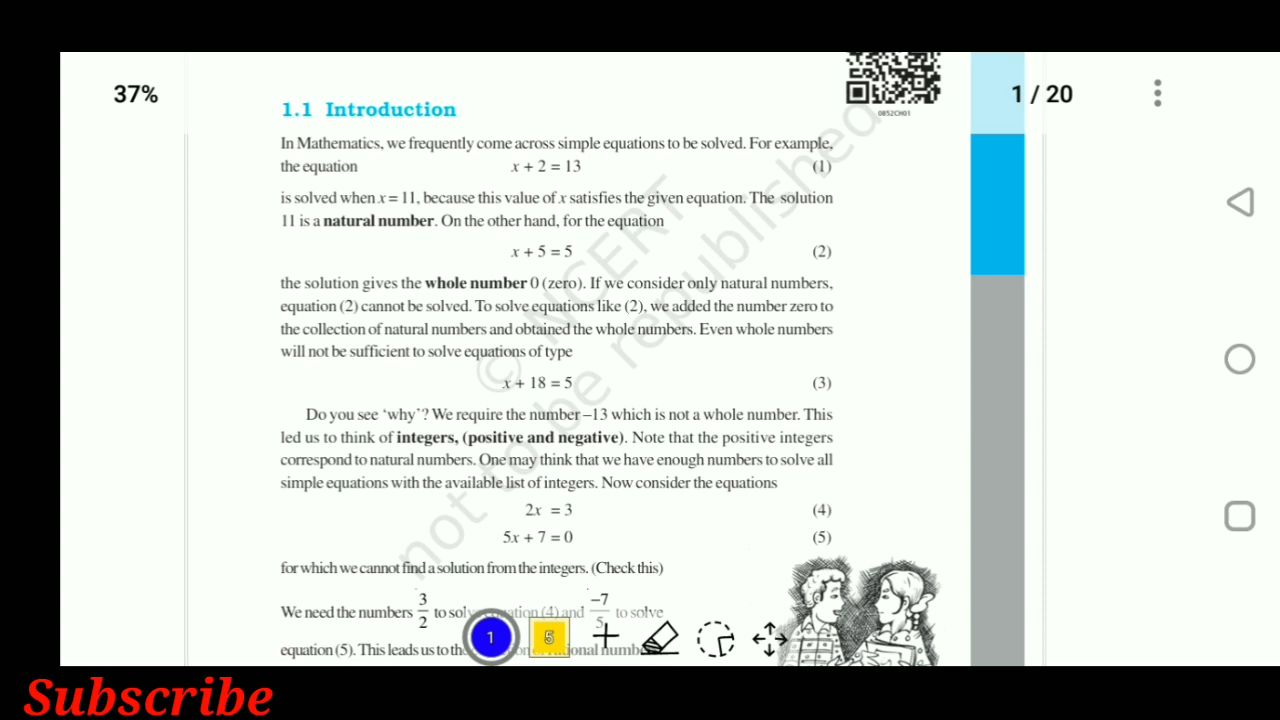 37%
1 / 20
0852CH01
1.1 Introduction
In Mathematics, we frequently come across simple equations to be solved. For example,
the equation x + 2 = 13 (1)
is solved when x = 11, because this value of x satisfies the given equation. The solution
11 is a natural number. On the other hand, for the equation
x + 5 = 5 (2)
the solution gives the whole number 0 (zero). If we consider only natural numbers,
equation (2) cannot be solved. To solve equations like (2), we added the number zero to
the collection of natural numbers and obtained the whole numbers. Even whole numbers
will not be sufficient to solve equations of type
x + 18 = 5 (3)
Do you see ‘why’? We require the number –13 which is not a whole number. This
led us to think of integers, (positive and negative). Note that the positive integers
correspond to natural numbers. One may think that we have enough numbers to solve all
simple equations with the available list of integers. Now consider the equations
2x = 3 (4)
5x + 7 = 0 (5)
for which we cannot find a solution from the integers. (Check this)
We need the numbers 3/2 to solve equation (4) and –7/5 to solve
equation (5). This leads us to the
© NCERT
not to be republished
1
5
Subscribe